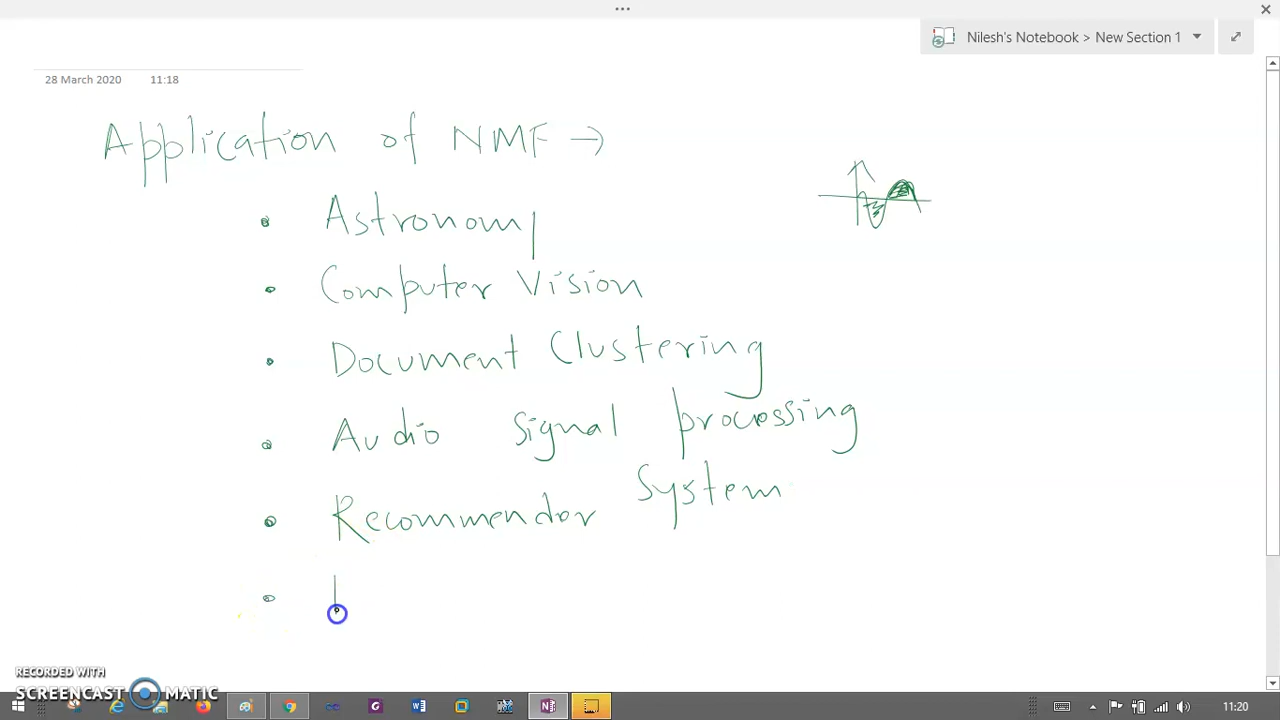 Nilesh's Notebook > New Section 1
28 March 2020 11:18
Application of NMF →
• Astronomy
• Computer Vision
• Document Clustering
• Audio signal processing
• Recommendor System
•
RECORDED WITH
SCREENCAST MATIC
11:20